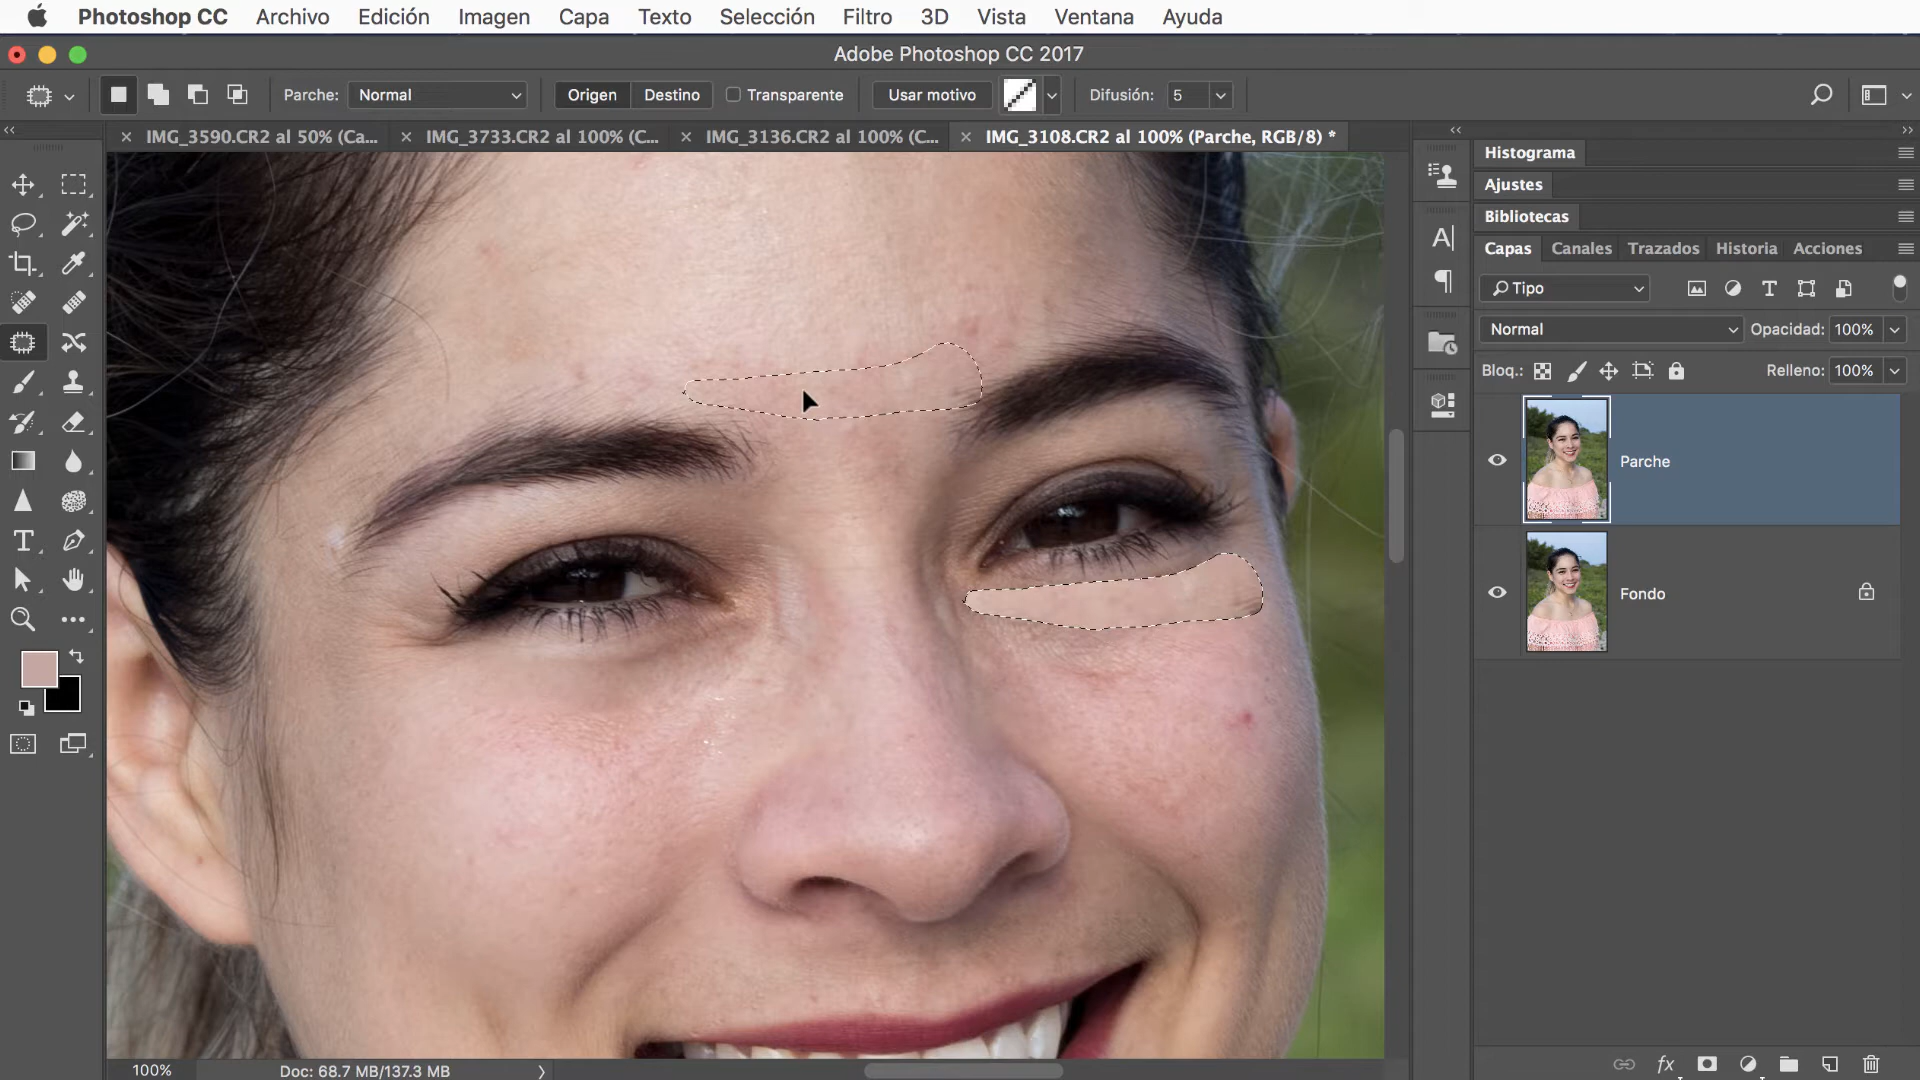 Photoshop CC Archivo Edición Imagen Capa Texto Selección Filtro 3D Vista Ventana Ayuda
Adobe Photoshop CC 2017
Parche: Normal Origen Destino Transparente Usar motivo Difusión: 5
IMG_3590.CR2 al 50% (Ca... IMG_3733.CR2 al 100% (C... IMG_3136.CR2 al 100% (C... IMG_3108.CR2 al 100% (Parche, RGB/8) *
Histograma
Ajustes
Bibliotecas
Capas Canales Trazados Historia Acciones
Tipo
Normal Opacidad: 100%
Bloq.: Relleno: 100%
Parche
Fondo
100% Doc: 68.7 MB/137.3 MB